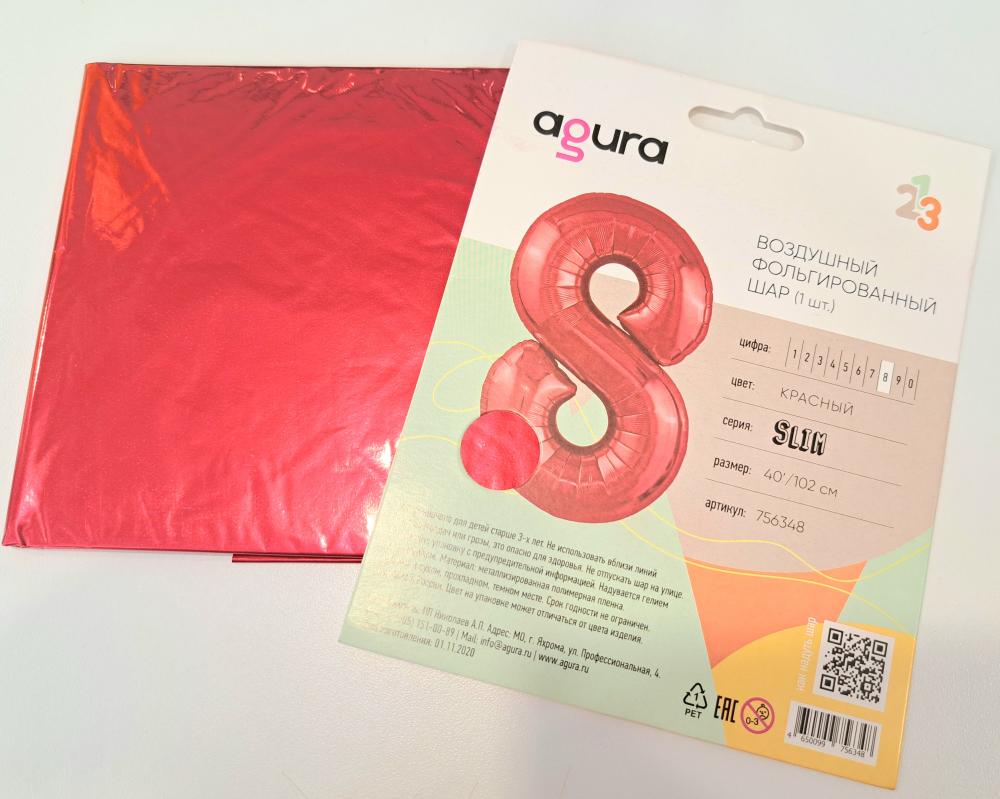 agura
123
ВОЗДУШНЫЙ
ФОЛЬГИРОВАННЫЙ
ШАР (1 шт.)
цифра: 1 2 3 4 5 6 7 8 9 0
цвет: КРАСНЫЙ
серия: SLIM
размер: 40'/102 см
артикул: 756348
для детей старше 3-х лет. Не использовать вблизи линий
или грозы, это опасно для здоровья. Не отпускать шар на улице.
упаковку с предупредительной информацией. Надувается гелием
Материал: металлизированная полимерная пленка.
сухом, прохладном, темном месте. Срок годности не ограничен.
Цвет на упаковке может отличаться от цвета изделия.
ИП Николаев А.П. Адрес: МО, г. Яхрома, ул. Профессиональная, 4.
151-00-89 | Mail: info@agura.ru | www.agura.ru
01.11.2020
как надуть шар
1
PET
EAC
0-3
4 650099 756348